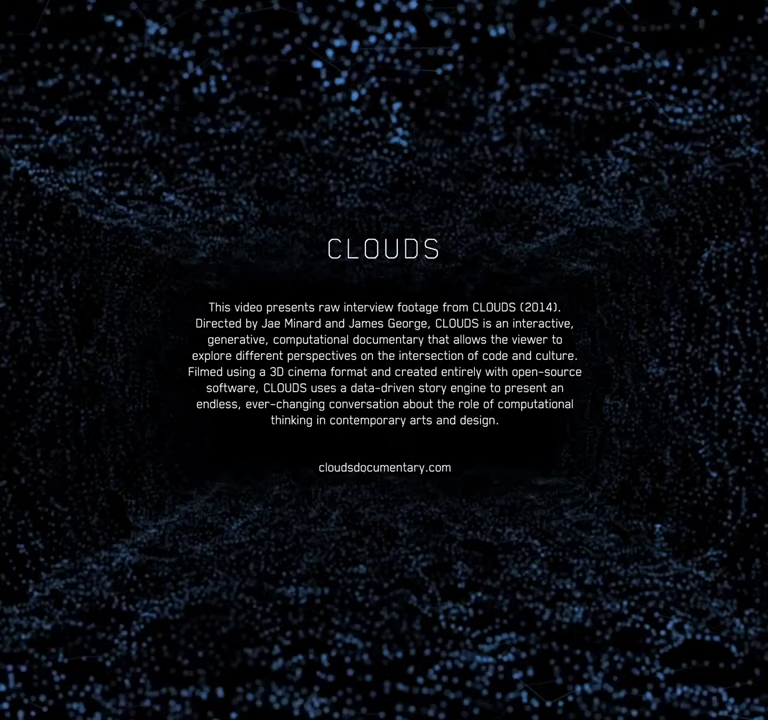 CLOUDS
This video presents raw interview footage from CLOUDS (2014).
Directed by Jae Minard and James George, CLOUDS is an interactive,
generative, computational documentary that allows the viewer to
explore different perspectives on the intersection of code and culture.
Filmed using a 3D cinema format and created entirely with open-source
software, CLOUDS uses a data-driven story engine to present an
endless, ever-changing conversation about the role of computational
thinking in contemporary arts and design.
cloudsdocumentary.com